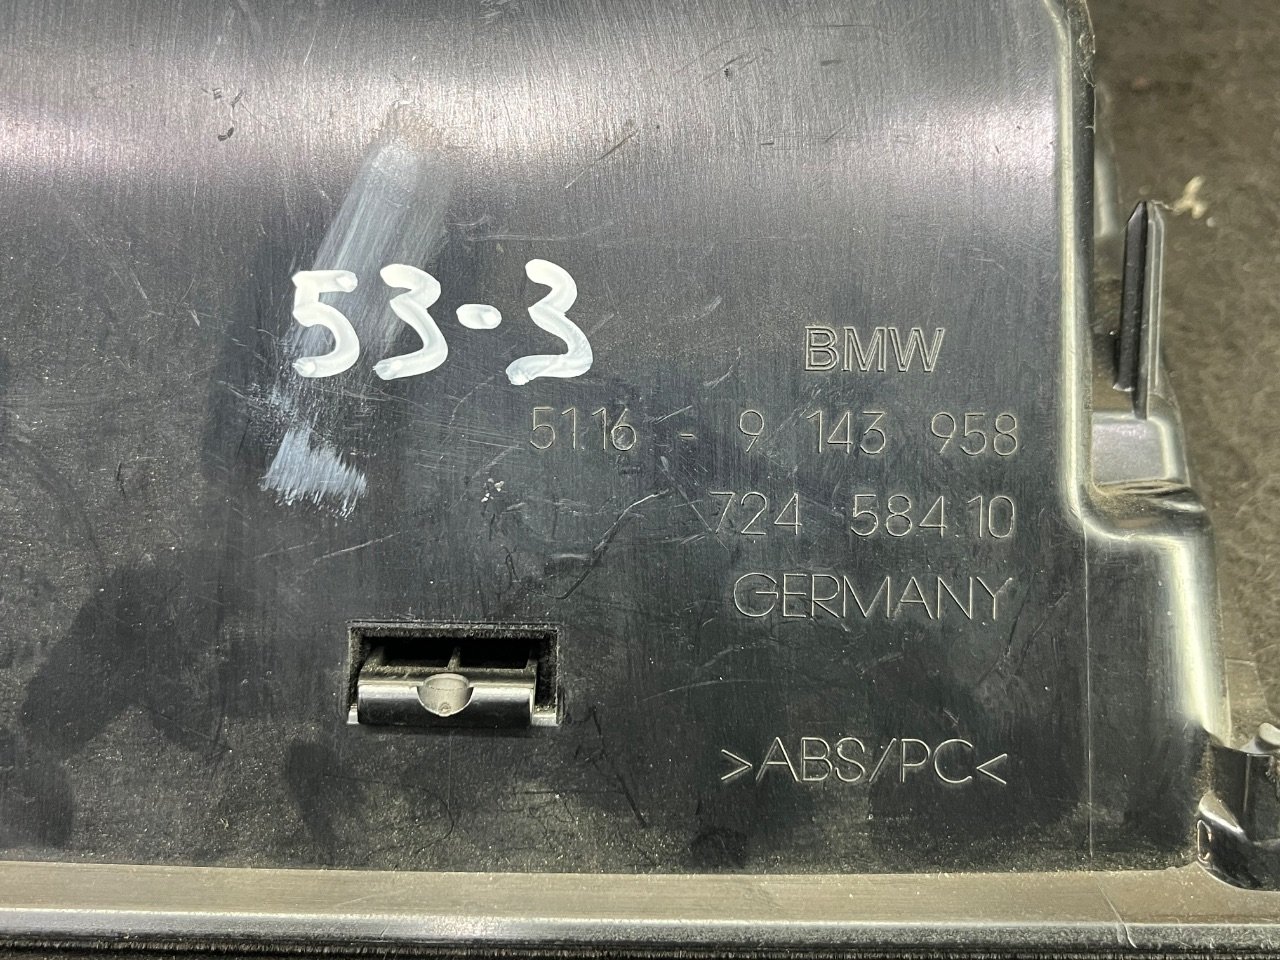 53-3
BMW
5116 - 9 143 958
724 584 10
GERMANY
>ABS/PC<